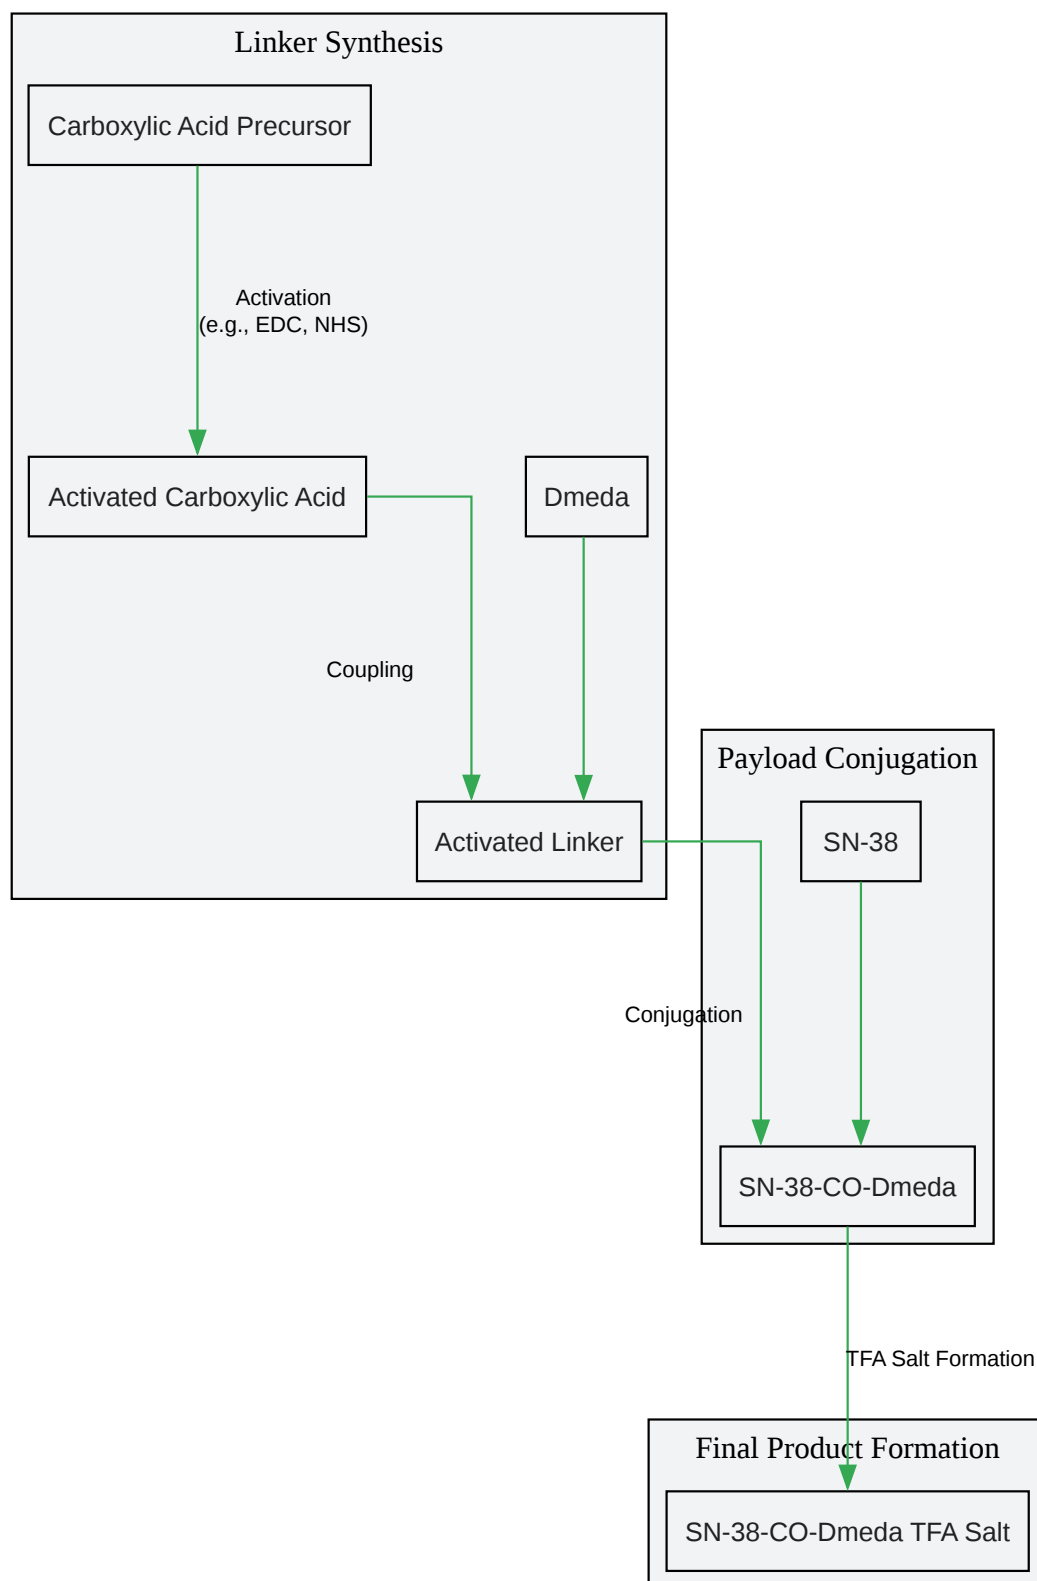 Linker Synthesis
Carboxylic Acid Precursor
Activation
(e.g., EDC, NHS)
Activated Carboxylic Acid
Dmeda
Coupling
Activated Linker
Payload Conjugation
SN-38
Conjugation
SN-38-CO-Dmeda
TFA Salt Formation
Final Product Formation
SN-38-CO-Dmeda TFA Salt